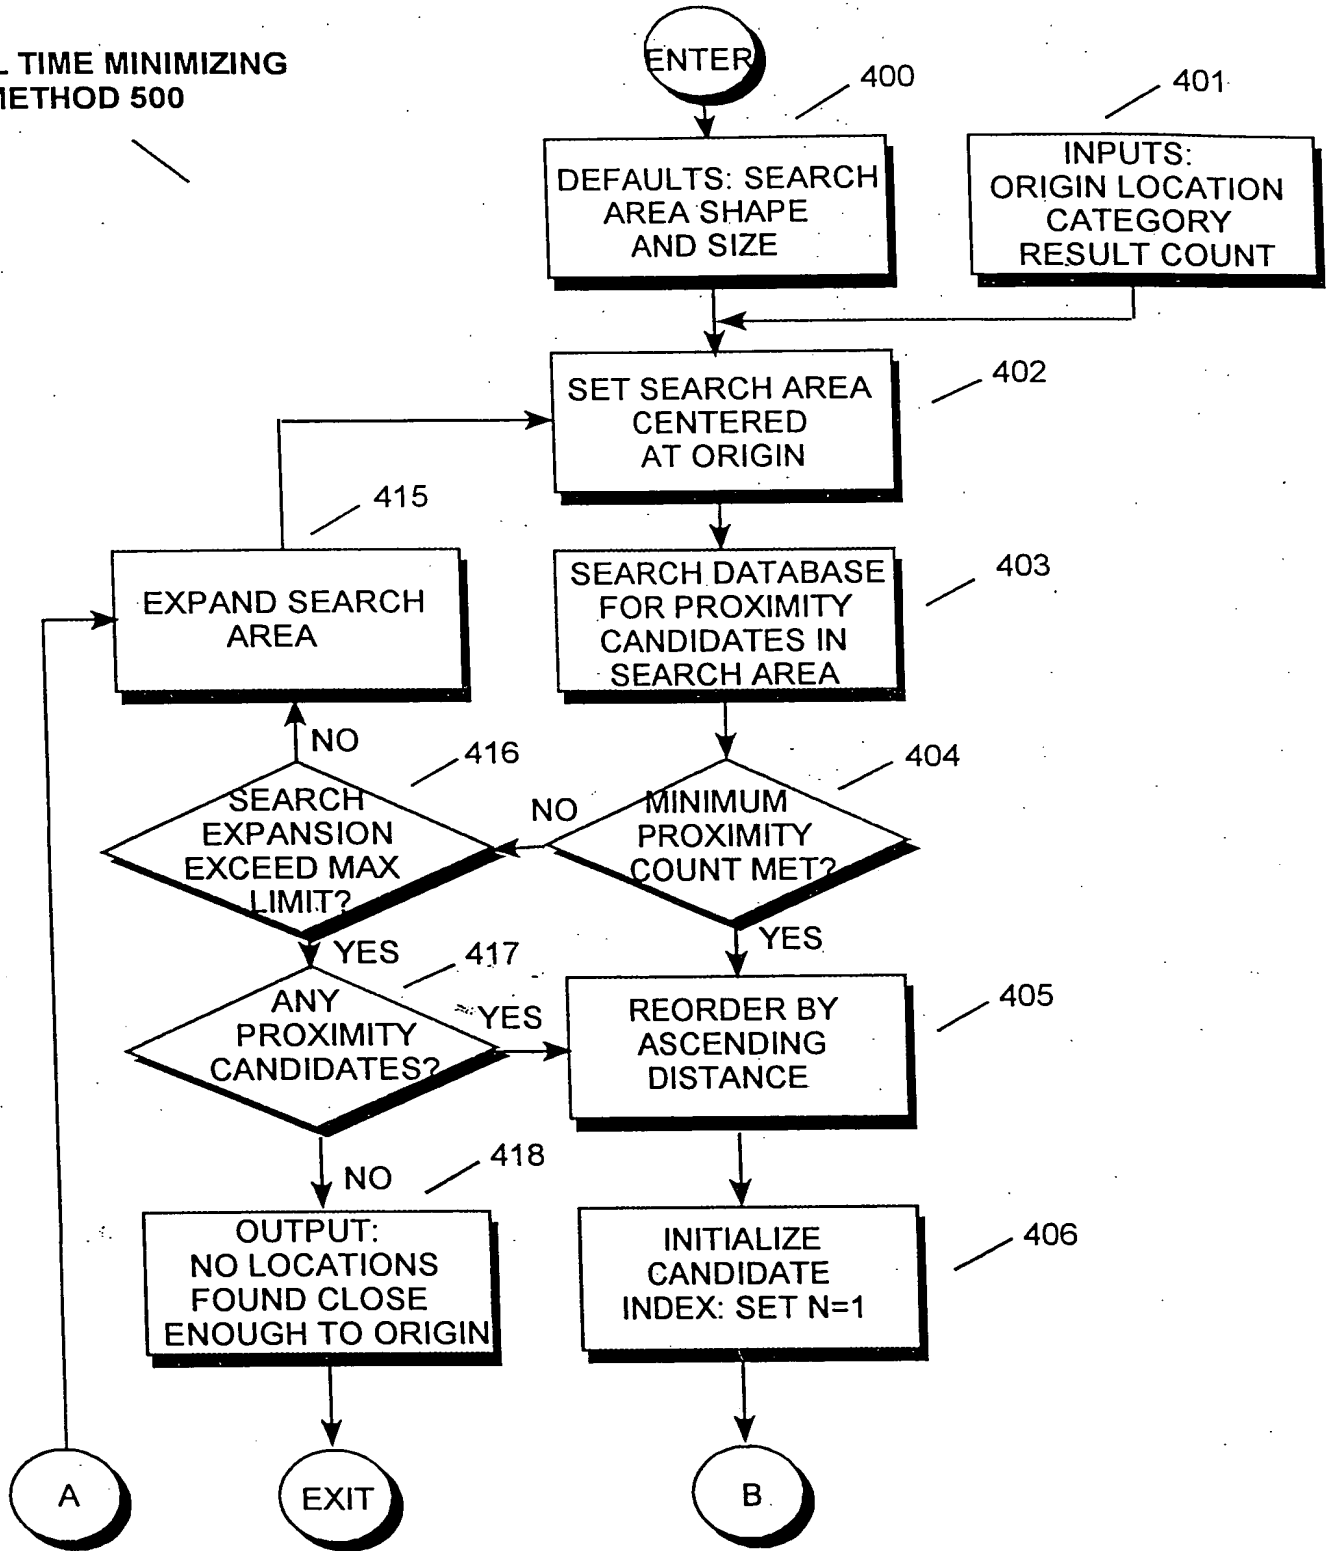 TIME MINIMIZING
METHOD 500
ENTER
400
401
DEFAULTS: SEARCH
AREA SHAPE
AND SIZE
INPUTS:
ORIGIN LOCATION
CATEGORY
RESULT COUNT
SET SEARCH AREA
CENTERED
AT ORIGIN
402
415
EXPAND SEARCH
AREA
SEARCH DATABASE
FOR PROXIMITY
CANDIDATES IN
SEARCH AREA
403
NO
416
SEARCH
EXPANSION
EXCEED MAX
LIMIT?
NO
404
MINIMUM
PROXIMITY
COUNT MET?
YES
YES
417
ANY
PROXIMITY
CANDIDATES?
YES
REORDER BY
ASCENDING
DISTANCE
405
NO
418
OUTPUT:
NO LOCATIONS
FOUND CLOSE
ENOUGH TO ORIGIN
INITIALIZE
CANDIDATE
INDEX: SET N=1
406
A
EXIT
B